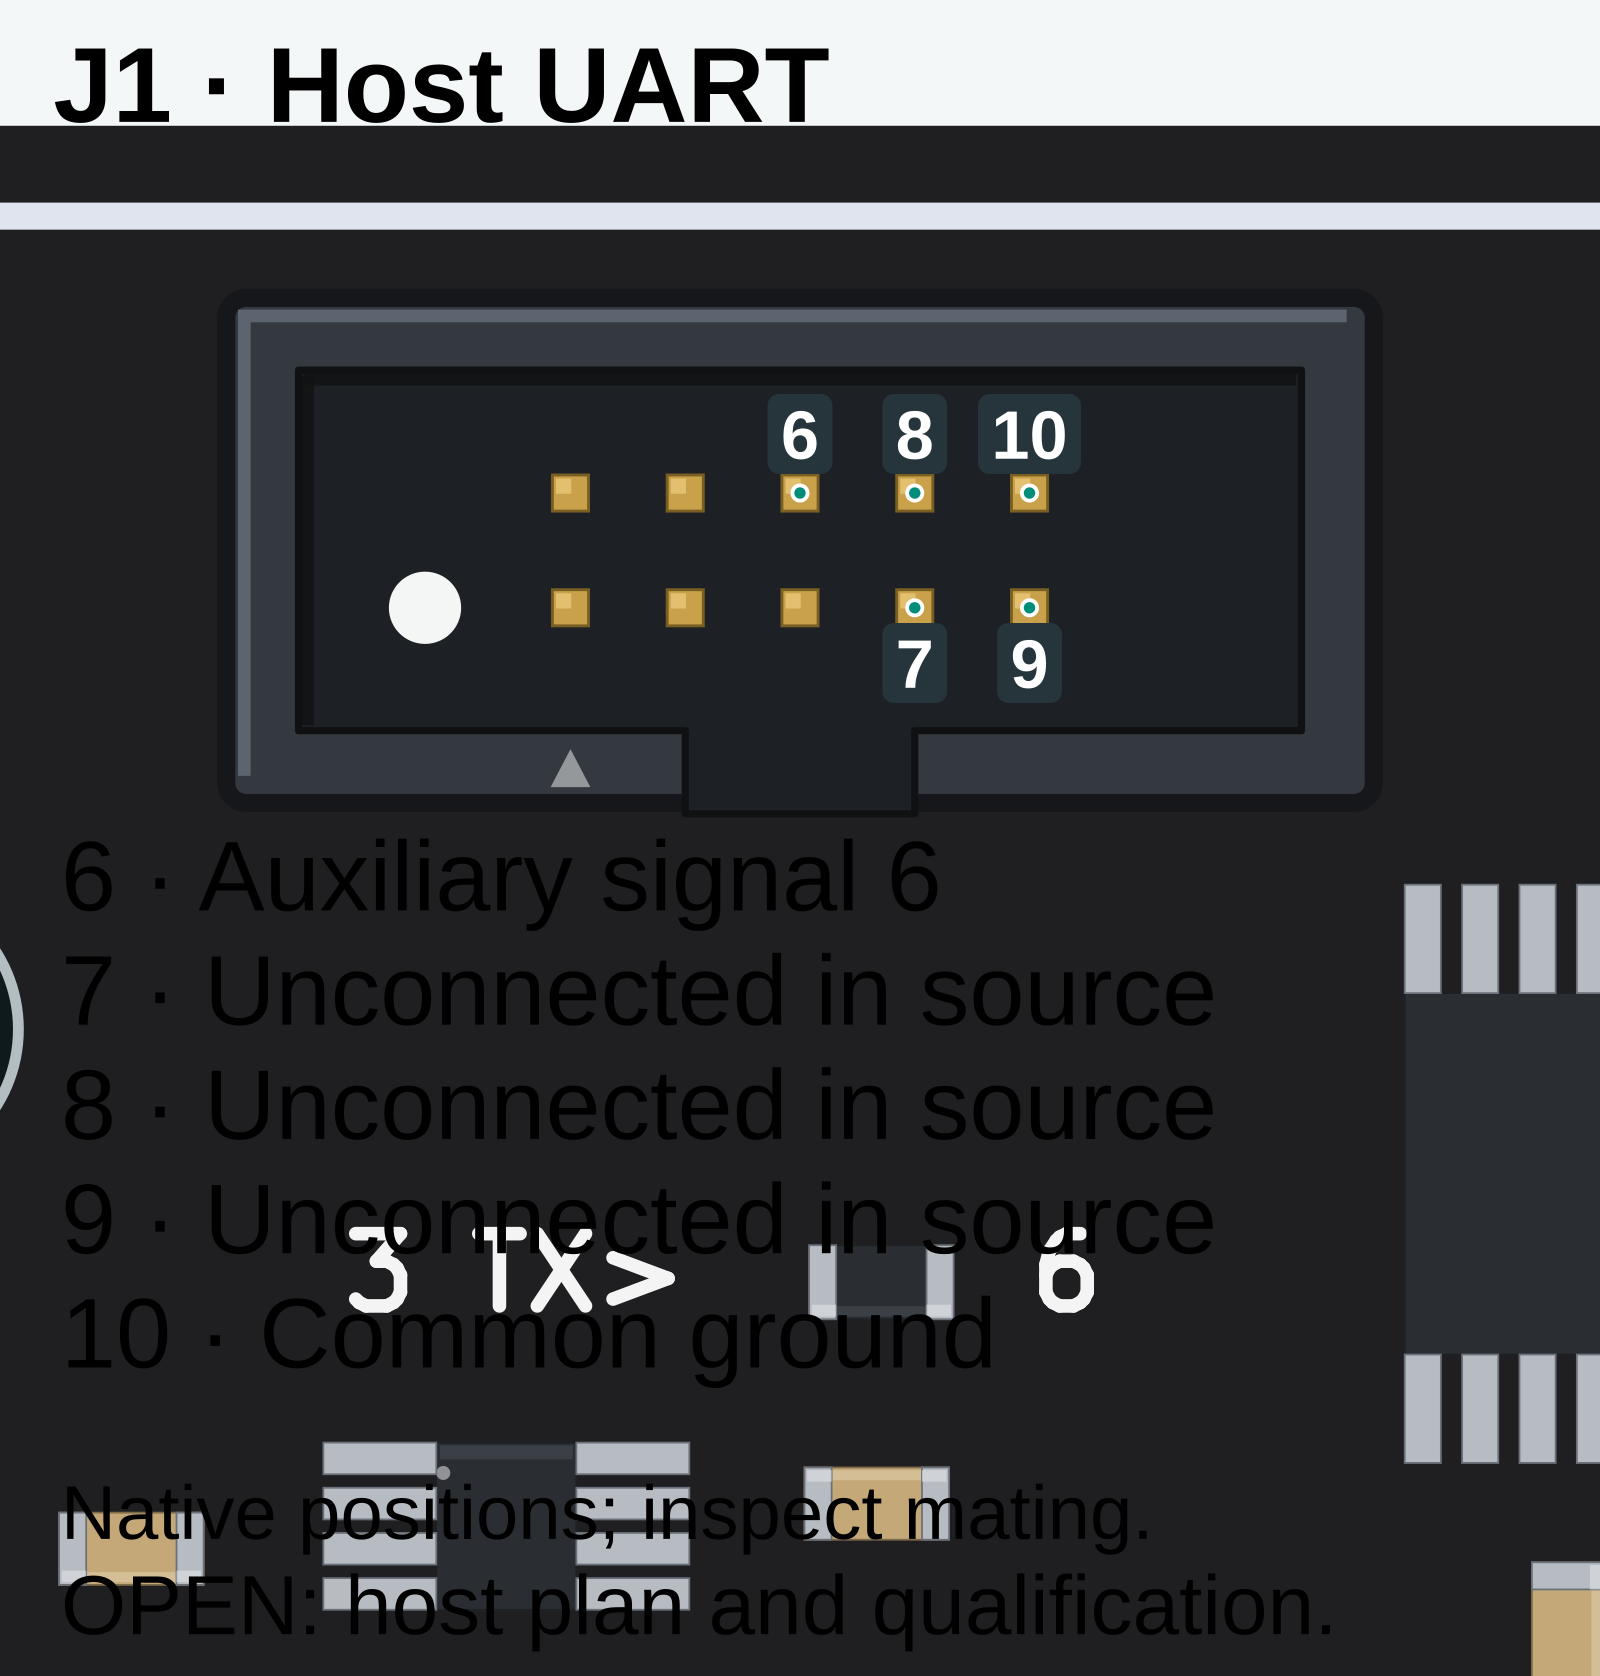 J1 · Host UART
6 8 10
7 9
6 · Auxiliary signal 6
7 · Unconnected in source
8 · Unconnected in source
9 · Unconnected in source
3 TX> 6
10 · Common ground
Native positions; inspect mating.
OPEN: host plan and qualification.